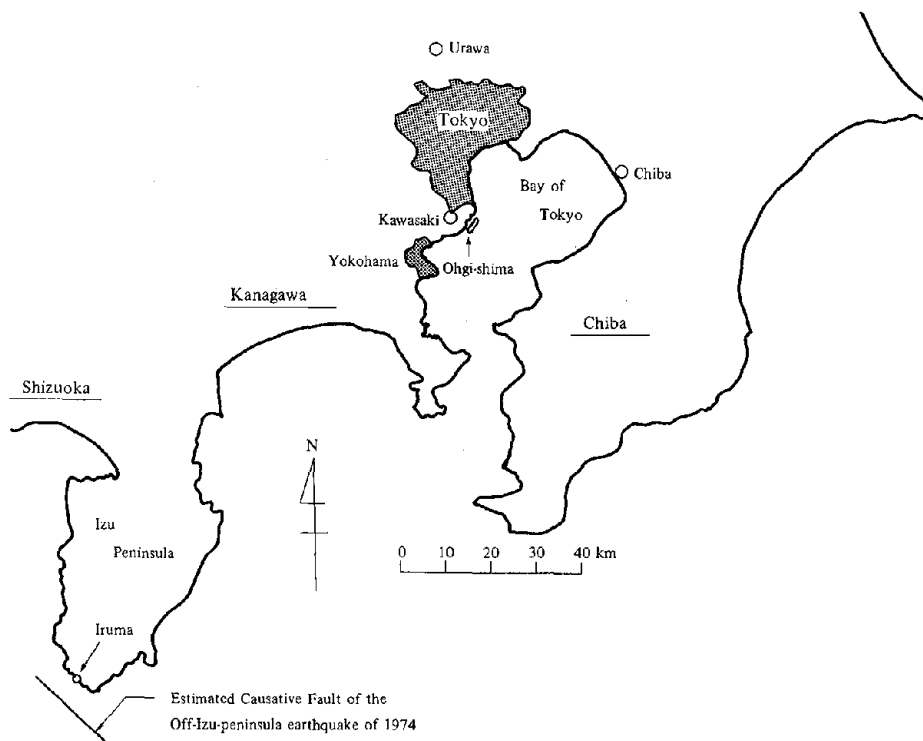 Urawa
Tokyo
Chiba
Bay of
Tokyo
Kawasaki
Yokohama
Ohgi-shima
Kanagawa
Chiba
Shizuoka
N
Izu
Peninsula
0 10 20 30 40 km
Iruma
Estimated Causative Fault of the
Off-Izu-peninsula earthquake of 1974